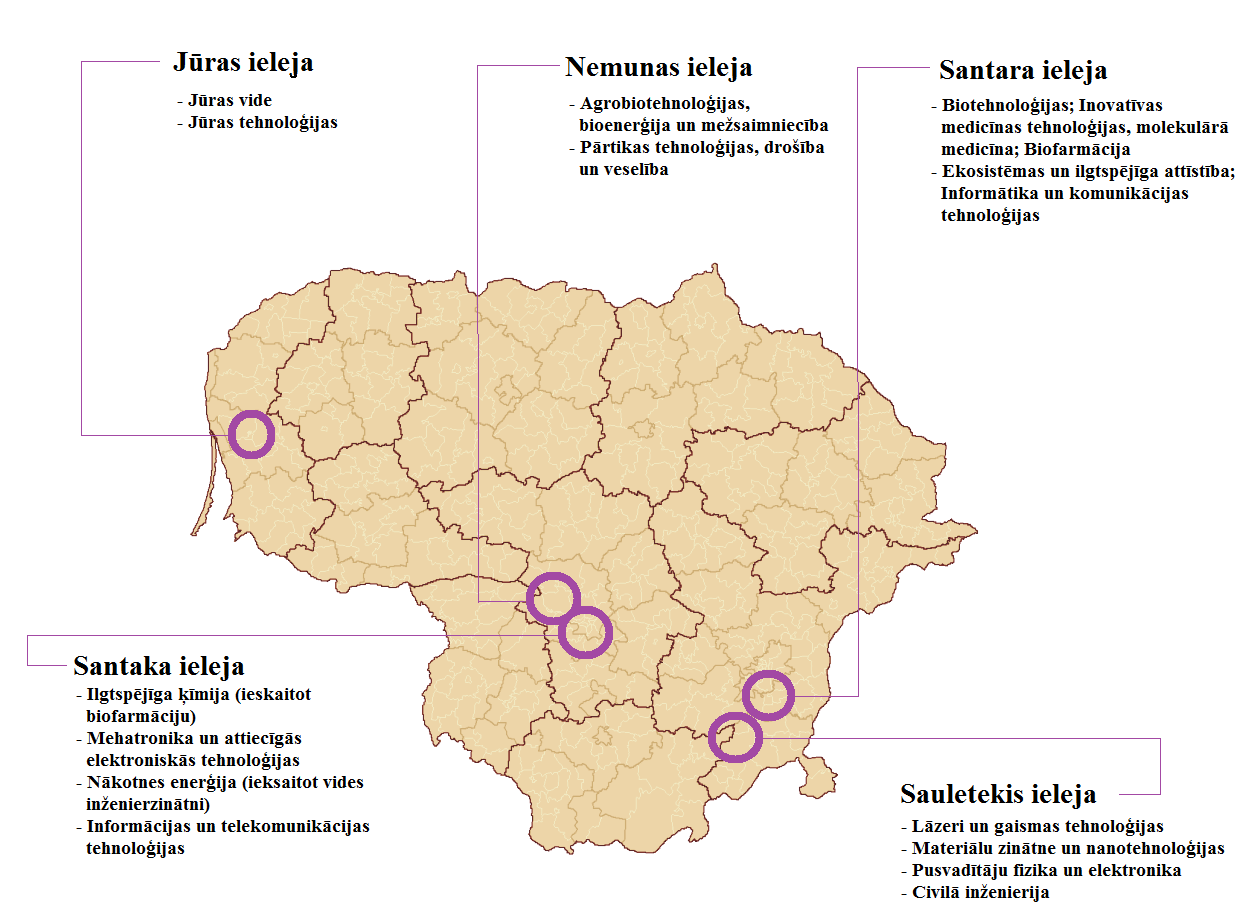 Jūras ieleja
- Jūras vide
- Jūras tehnoloģijas
Nemunas ieleja
- Agrobiotehnoloģijas,
bioenerģija un mežsaimniecība
- Pārtikas tehnoloģijas, drošība
un veselība
Santara ieleja
- Biotehnoloģijas; Inovatīvas
medicīnas tehnoloģijas, molekulārā
medicīna; Biofarmācija
- Ekosistēmas un ilgtspējīga attīstība;
Informātika un komunikācijas
tehnoloģijas
Santaka ieleja
- Ilgtspējīga ķīmija (ieskaitot
biofarmāciju)
- Mehatronika un attiecīgās
elektroniskās tehnoloģijas
- Nākotnes enerģija (ieksaitot vides
inženierzinātni)
- Informācijas un telekomunikācijas
tehnoloģijas
Sauletekis ieleja
- Lāzeri un gaismas tehnoloģijas
- Materiālu zinātne un nanotehnoloģijas
- Pusvadītāju fizika un elektronika
- Civilā inženierija